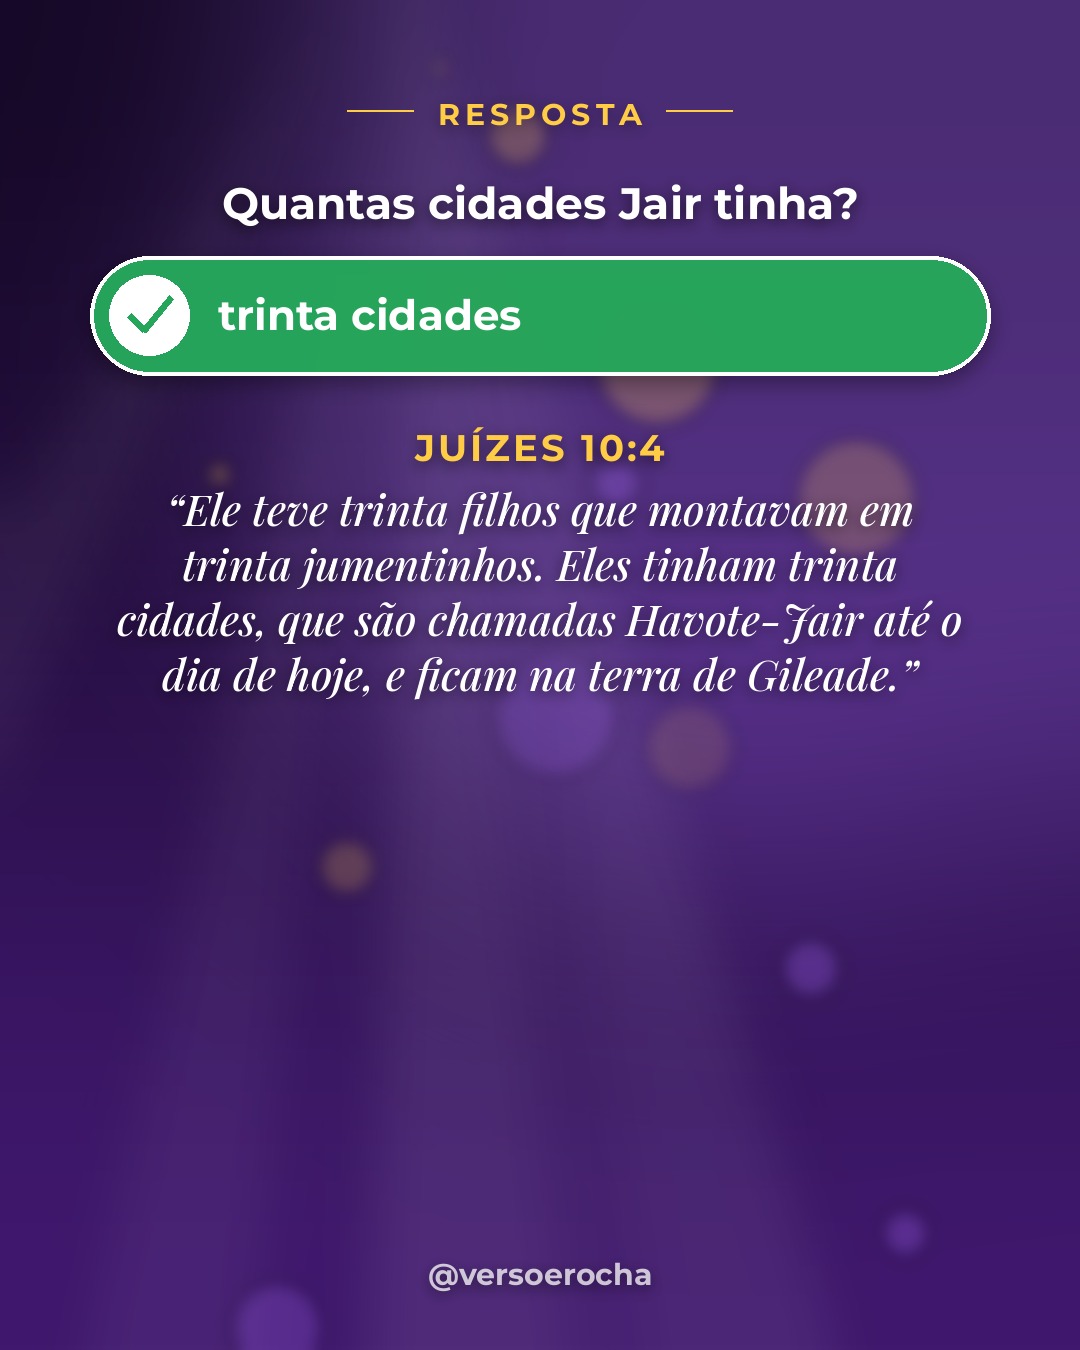 RESPOSTA
Quantas cidades Jair tinha?
trinta cidades
JUÍZES 10:4
“Ele teve trinta filhos que montavam em
trinta jumentinhos. Eles tinham trinta
cidades, que são chamadas Havote-Jair até o
dia de hoje, e ficam na terra de Gileade.”
@versoerocha